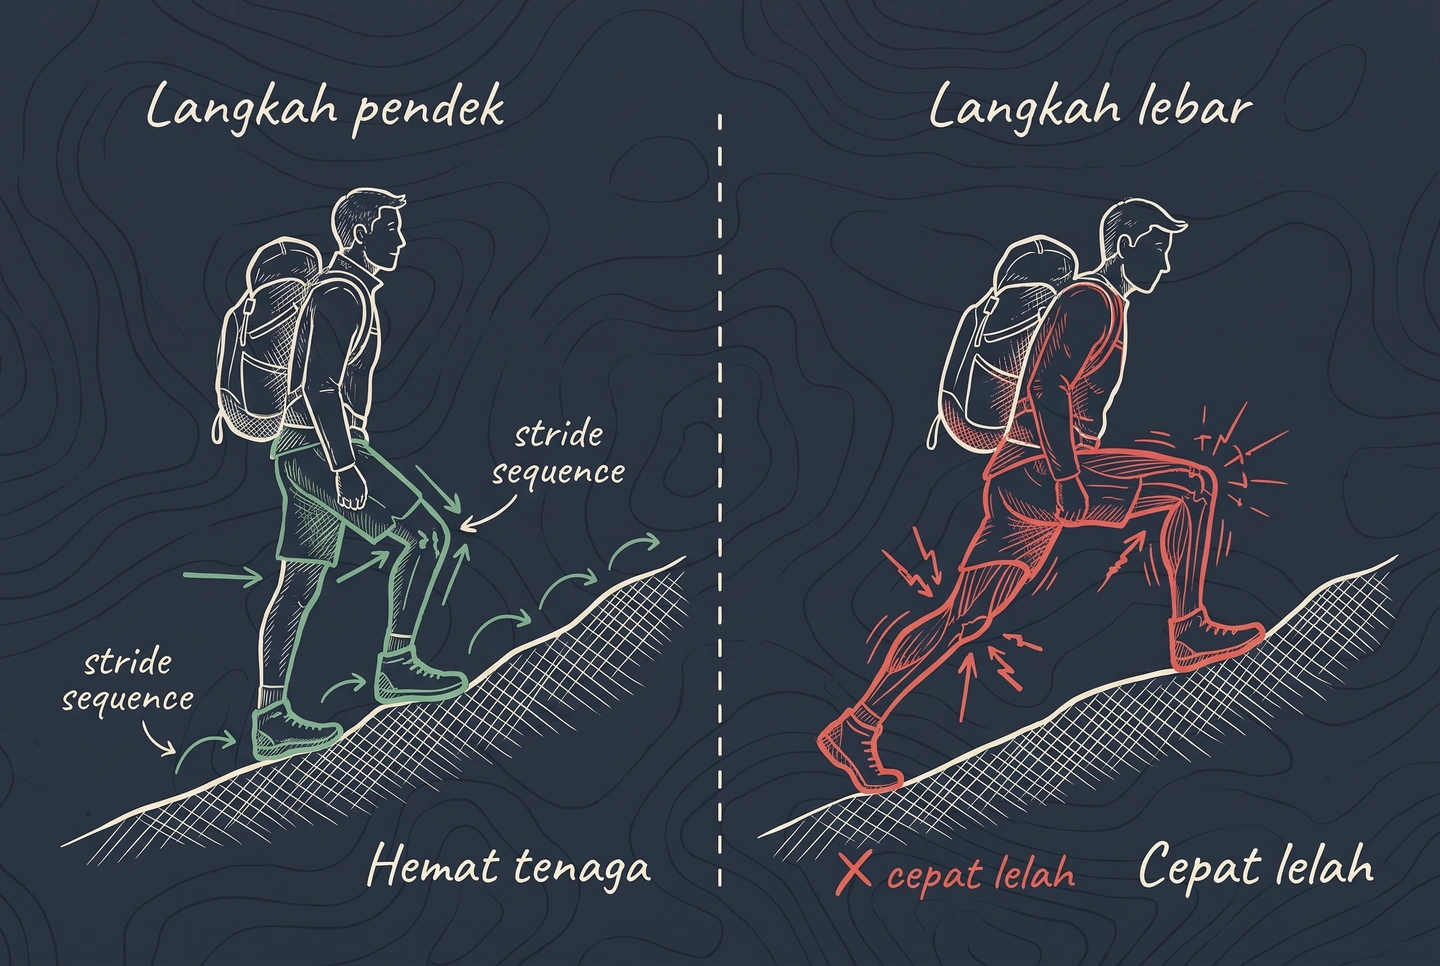 Langkah pendek
stride
sequence
stride
sequence
Hemat tenaga
Langkah lebar
X cepat lelah
Cepat lelah